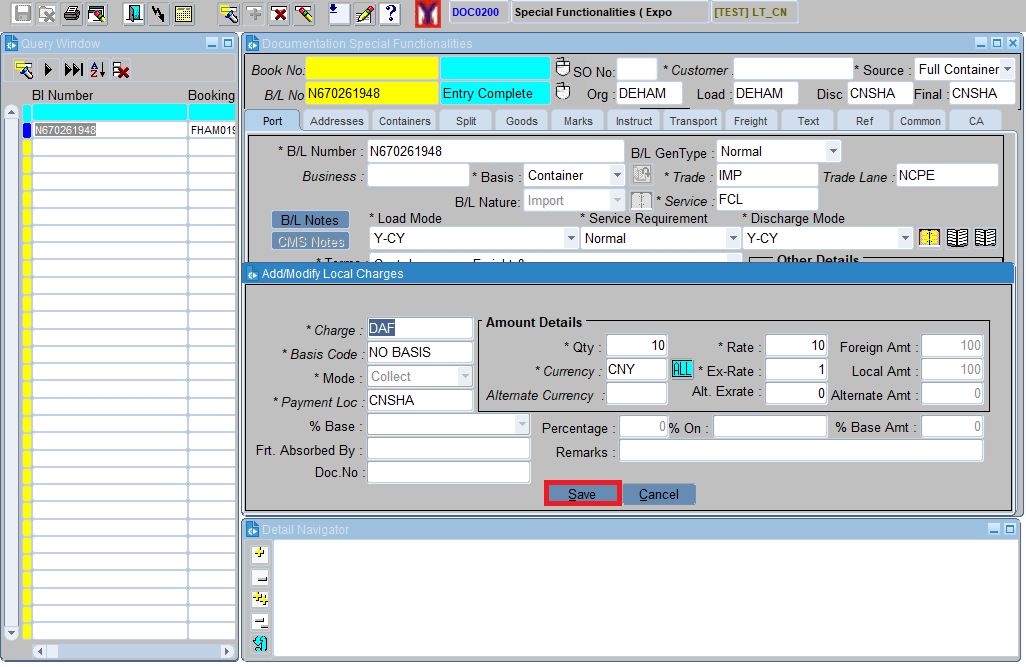 DOC0200 Special Functionalities ( Expo [TEST] LT_CN
Query Window
Bl Number Booking
N670261948 FHAM019
Documentation Special Functionalities
Book No: SO No: * Customer : * Source : Full Container
B/L No N670261948 Entry Complete Org : DEHAM Load : DEHAM Disc CNSHA Final : CNSHA
Port Addresses Containers Split Goods Marks Instruct Transport Freight Text Ref Common CA
* B/L Number : N670261948 B/L GenType : Normal
Business : * Basis : Container * Trade : IMP Trade Lane : NCPE
B/L Nature: Import * Service : FCL
B/L Notes * Load Mode * Service Requirement * Discharge Mode
CMS Notes Y-CY Normal Y-CY
Other Details
Add/Modify Local Charges
* Charge : DAF
* Basis Code : NO BASIS
* Mode : Collect
* Payment Loc : CNSHA
% Base :
Frt. Absorbed By :
Doc.No :
Amount Details
* Qty : 10 * Rate : 10 Foreign Amt : 100
* Currency : CNY ALL * Ex-Rate : 1 Local Amt : 100
Alternate Currency : Alt. Exrate : 0 Alternate Amt : 0
Percentage : 0 % On : % Base Amt : 0
Remarks :
Save Cancel
Detail Navigator